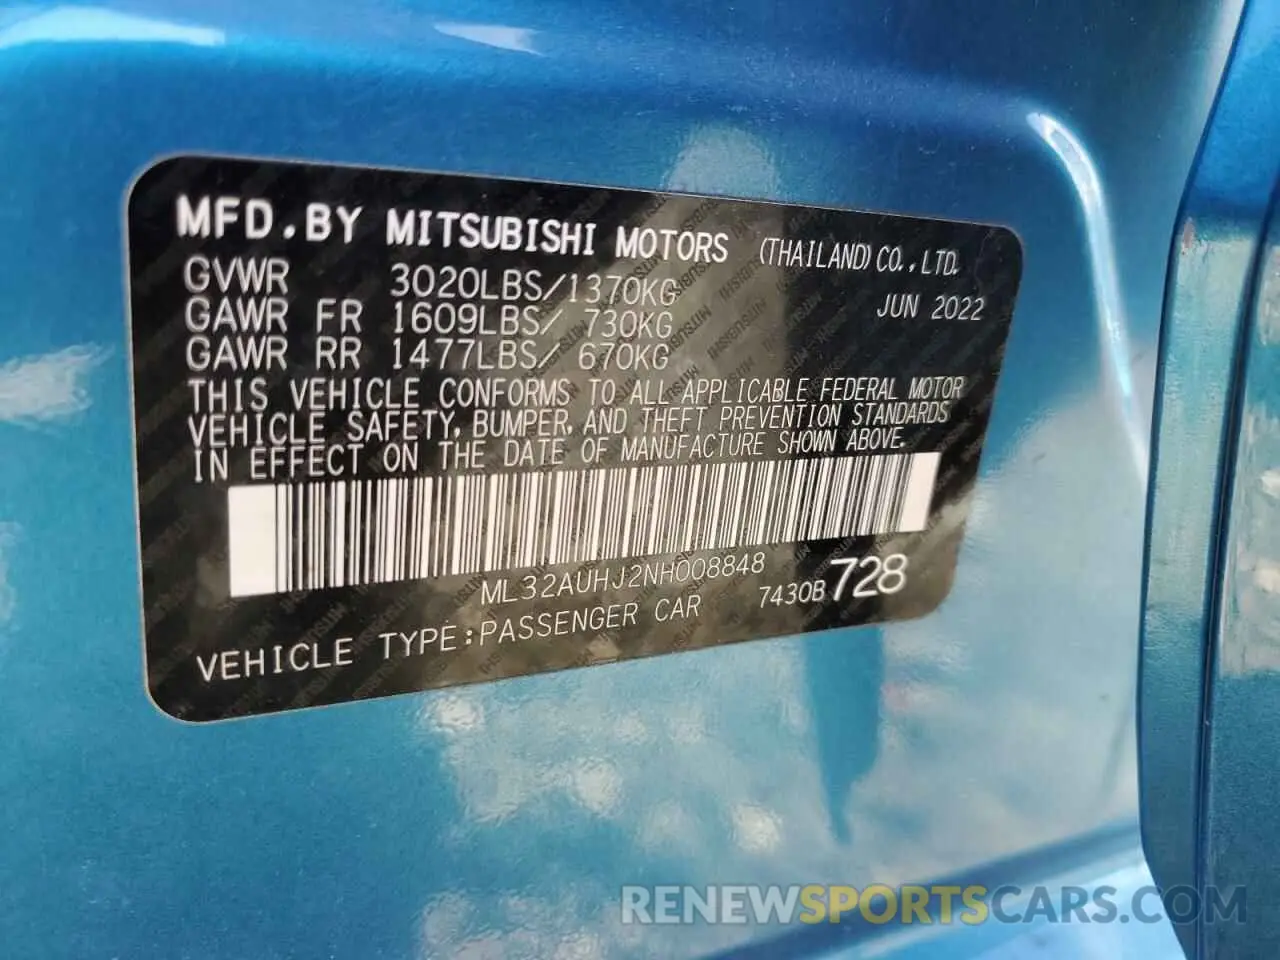 MFD.BY MITSUBISHI MOTORS (THAILAND)CO.,LTD.
GVWR 3020LBS/1370KG JUN 2022
GAWR FR 1609LBS/ 730KG
GAWR RR 1477LBS/ 670KG
THIS VEHICLE CONFORMS TO ALL APPLICABLE FEDERAL MOTOR
VEHICLE SAFETY, BUMPER, AND THEFT PREVENTION STANDARDS
IN EFFECT ON THE DATE OF MANUFACTURE SHOWN ABOVE.
ML32AUHJ2NH008848
7430B 728
VEHICLE TYPE:PASSENGER CAR
RENEWSPORTSCARS.COM